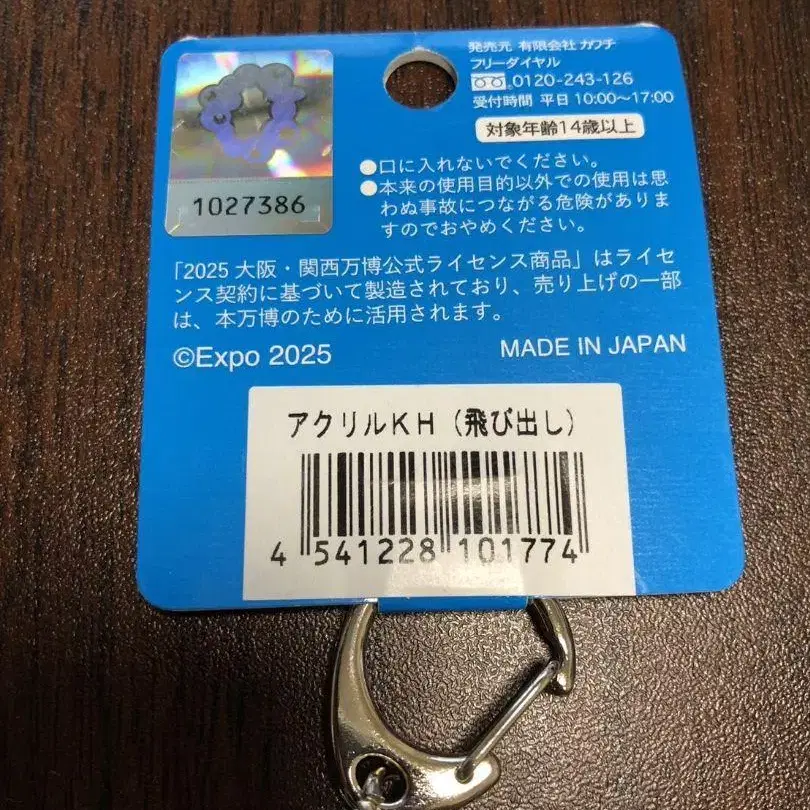 発売元 有限会社 カワチ
フリーダイヤル
0120-243-126
受付時間 平日 10:00~17:00
対象年齢14歳以上
1027386
●口に入れないでください。
●本来の使用目的以外での使用は思
わぬ事故につながる危険がありま
すのでおやめください。
「2025 大阪・関西万博公式ライセンス商品」はライセ
ンス契約に基づいて製造されており、売り上げの一部
は、本万博のために活用されます。
©Expo 2025
MADE IN JAPAN
アクリルKH（飛び出し）
4 541228 101774